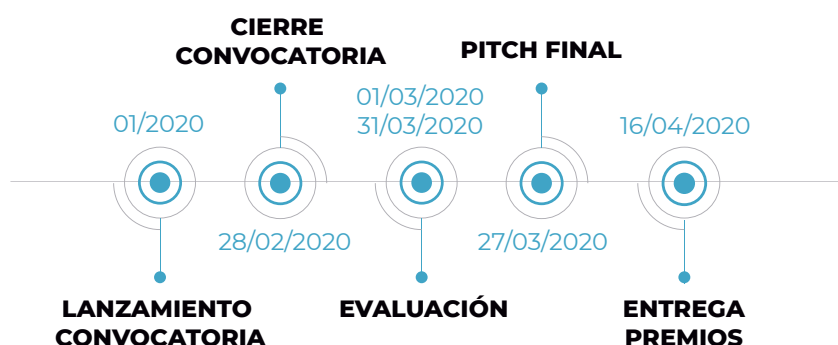 CIERRE
CONVOCATORIA
PITCH FINAL
01/2020
01/03/2020
31/03/2020
16/04/2020
28/02/2020
27/03/2020
LANZAMIENTO
CONVOCATORIA
EVALUACIÓN
ENTREGA
PREMIOS